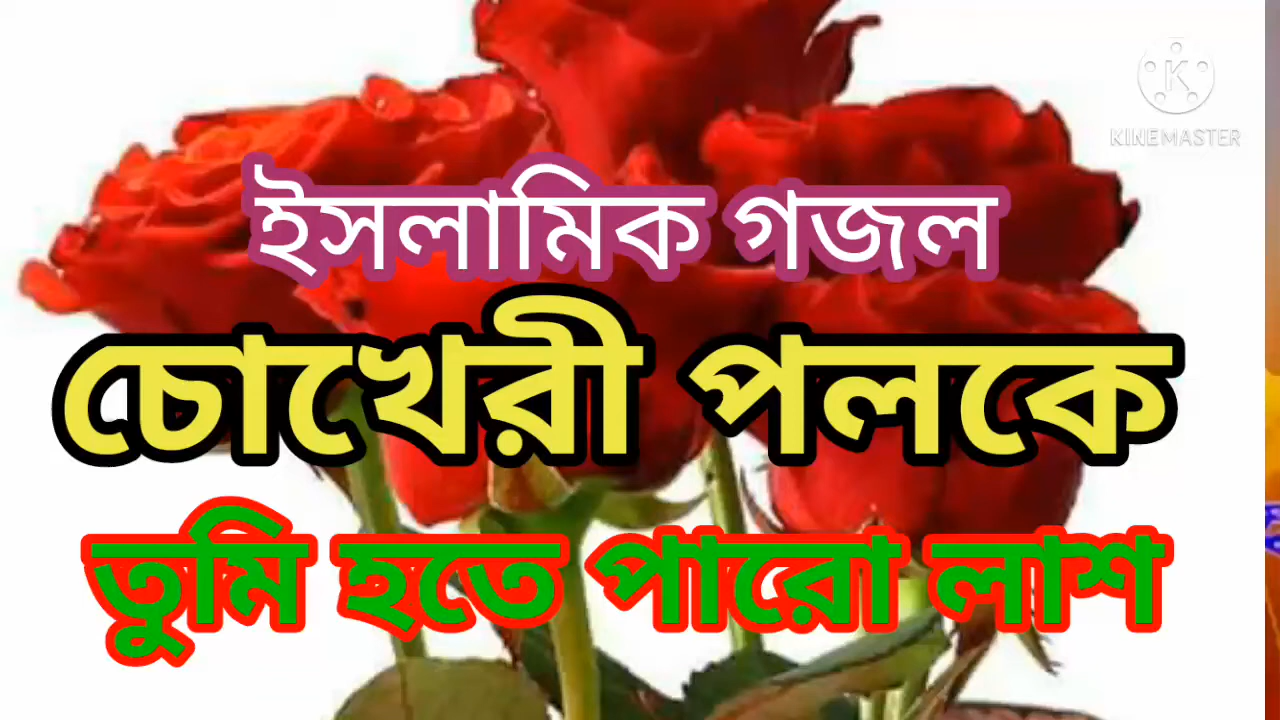 KINEMASTER
ইসলামিক গজল
চোখেরী পলকে
তুমি হতে পারো লাশ